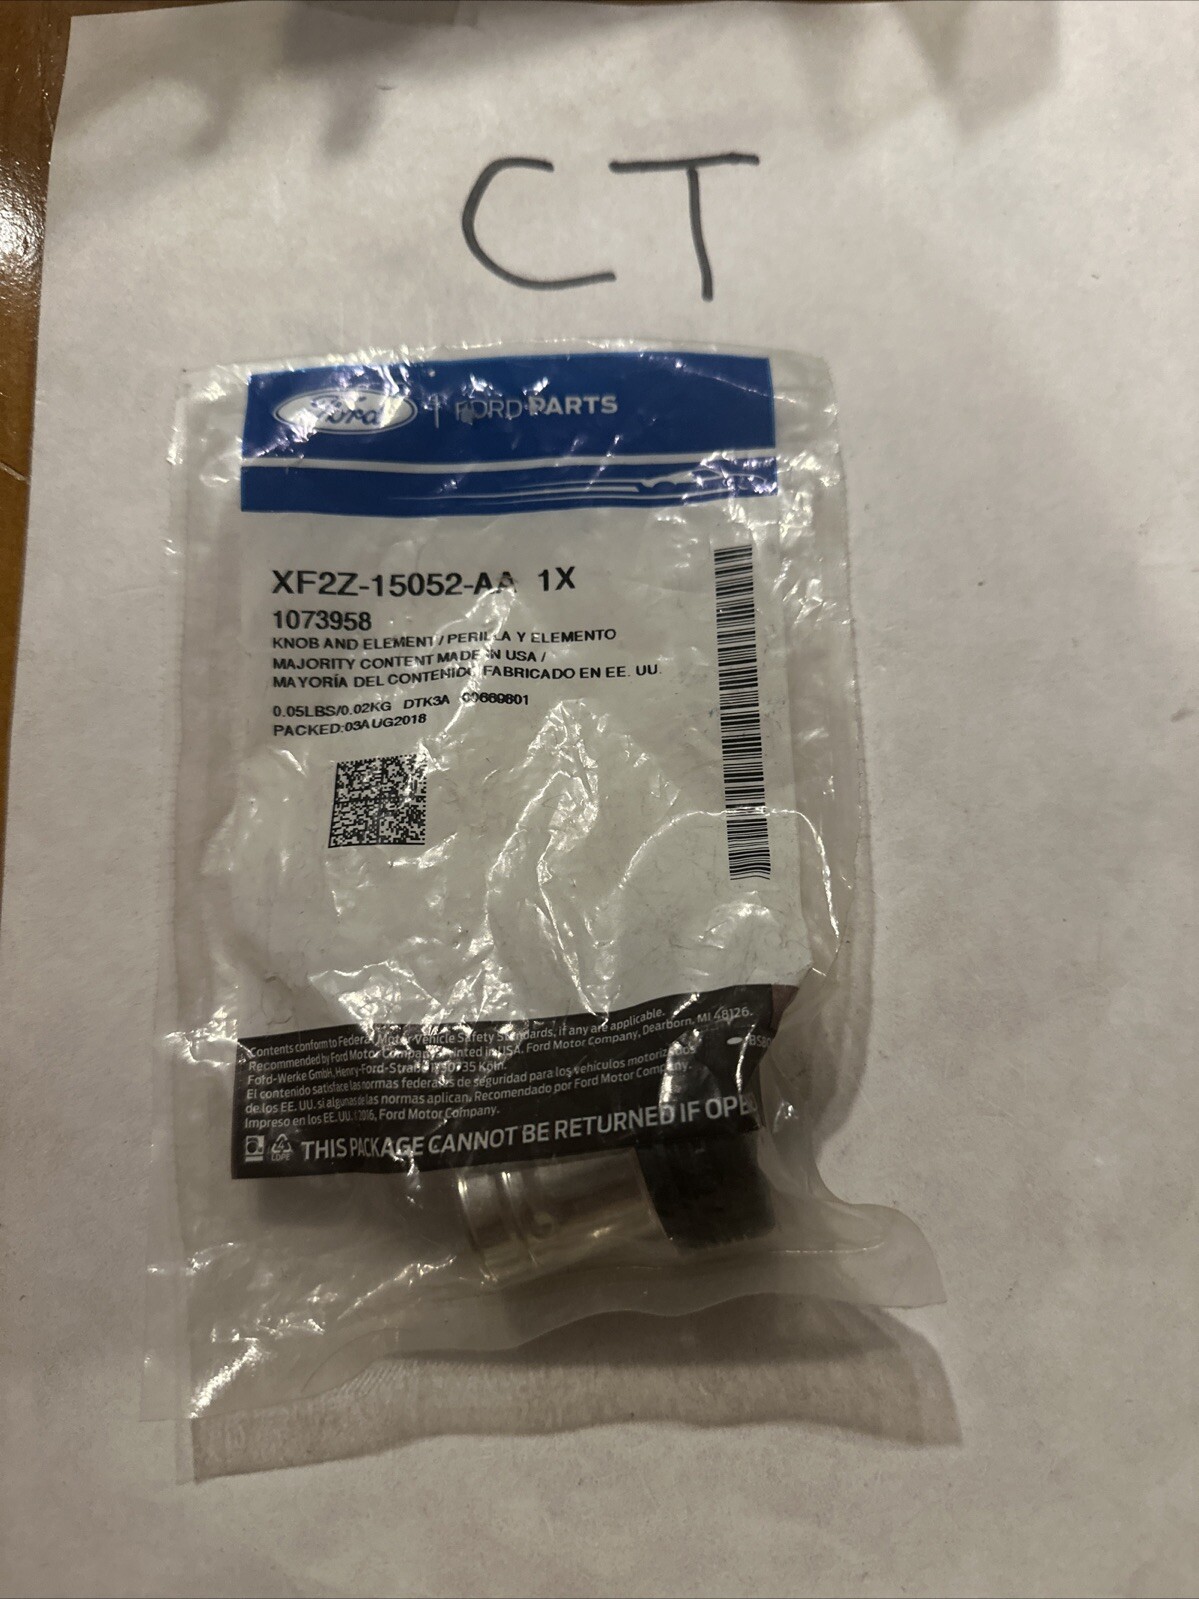 CT
Ford | FORD PARTS
XF2Z-15052-AA 1X
1073958
KNOB AND ELEMENT / PERILLA Y ELEMENTO
MAJORITY CONTENT MADE IN USA /
MAYORÍA DEL CONTENIDO FABRICADO EN EE. UU.
0.05LBS/0.02KG DTK3A
PACKED:03AUG2018
Contents conform to Federal Motor Vehicle Safety Standards, if any are applicable.
Recommended by Ford Motor Company. Printed in USA. Ford Motor Company, Dearborn, MI 48126.
Ford-Werke GmbH, Henry-Ford-Straße 1, 50735 Köln.
El contenido satisface las normas federales de seguridad para los vehículos motorizados
de los EE. UU. si algunas de las normas aplican. Recomendado por Ford Motor Company.
Impreso en los EE. UU. 2016, Ford Motor Company.
LDPE THIS PACKAGE CANNOT BE RETURNED IF OPE